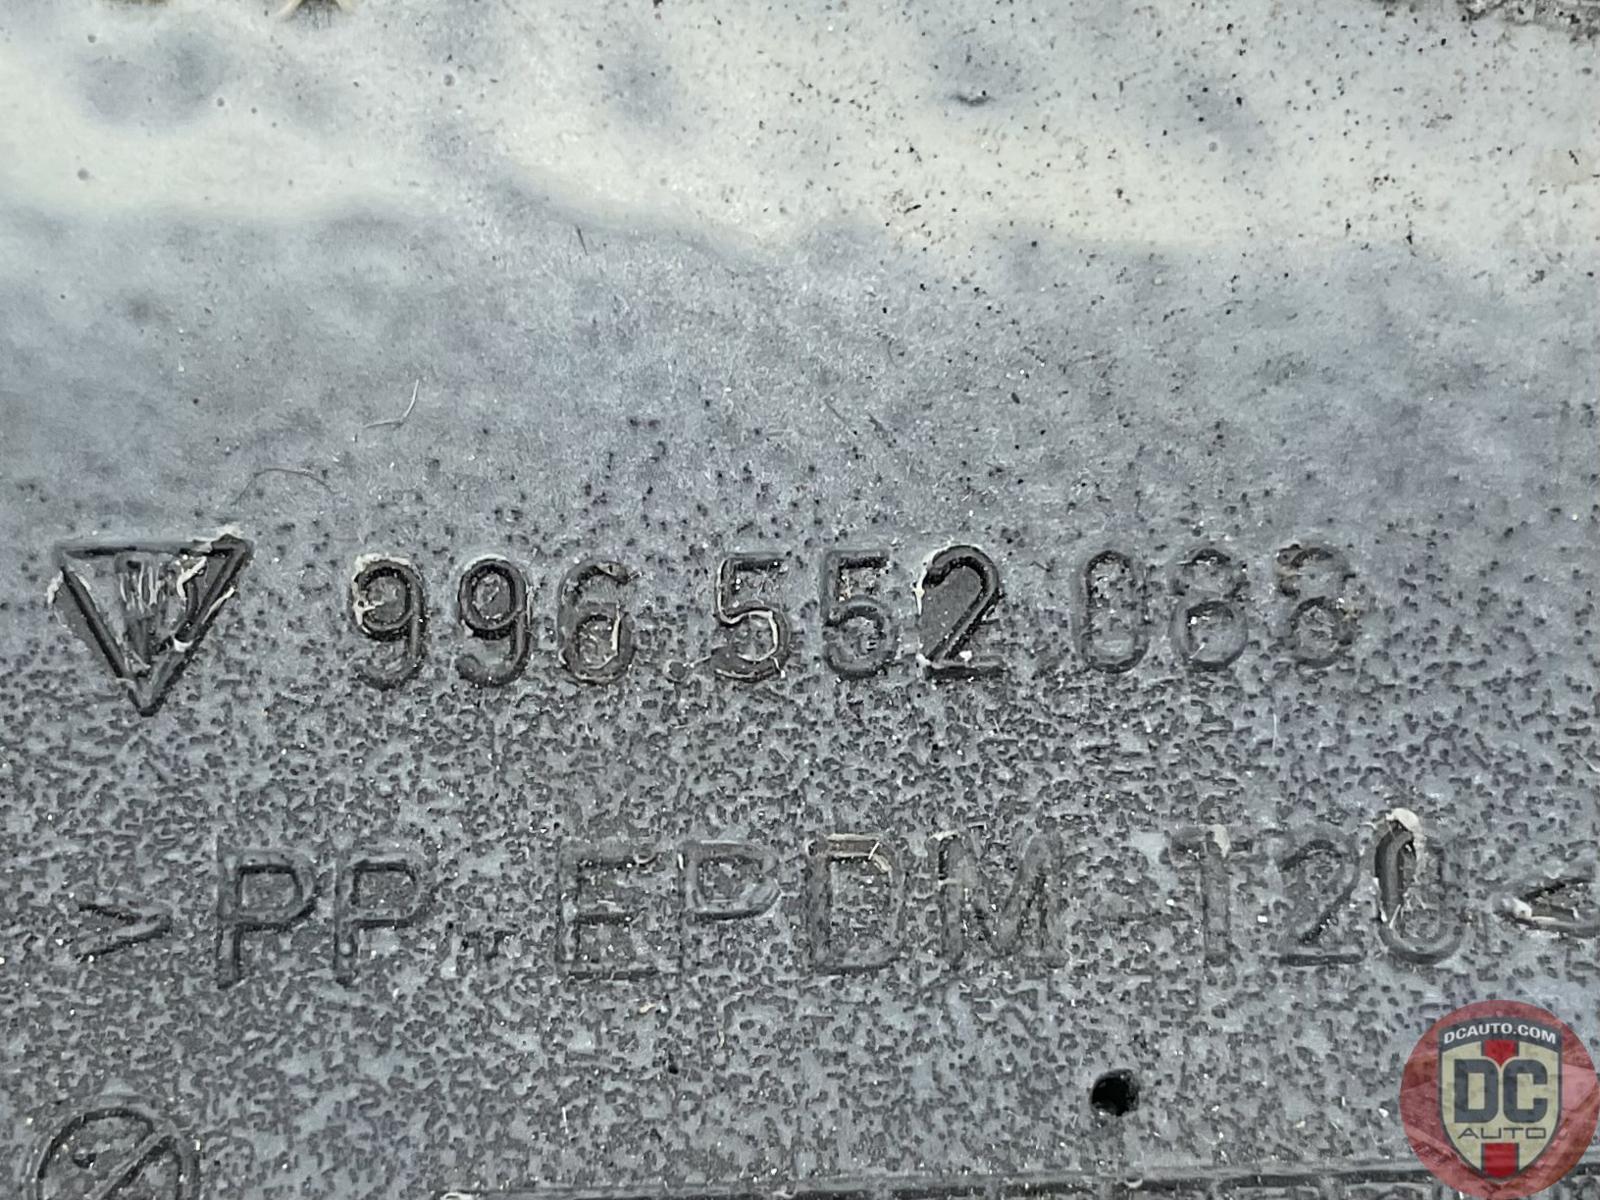 996.552.088
>PP-EPDM-T20<
DCAUTO.COM
DC
AUTO